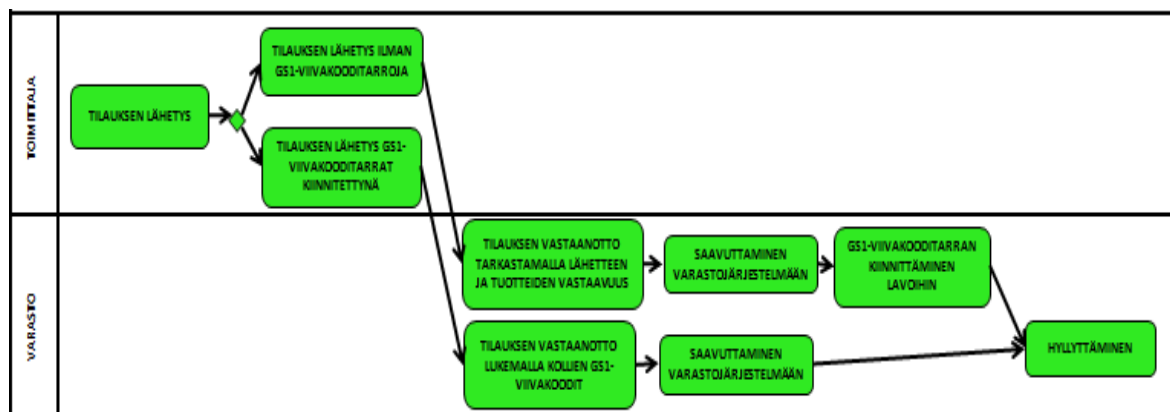 TOIMITTAJA
TILAUKSEN LÄHETYS
TILAUKSEN LÄHETYS ILMAN
GS1-VIIVAKOODITARROJA
TILAUKSEN LÄHETYS GS1-
VIIVAKOODITARRAT
KIINNITETTYNÄ
VARASTO
TILAUKSEN VASTAANOTTO
TARKASTAMALLA LÄHETTEEN
JA TUOTTEIDEN VASTAAVUUS
SAAVUTTAMINEN
VARASTOJÄRJESTELMÄÄN
GS1-VIIVAKOODITARRAN
KIINNITTÄMINEN
LAVOIHIN
TILAUKSEN VASTAANOTTO
LUKEMALLA KOLLIEN GS1-
VIIVAKOODIT
SAAVUTTAMINEN
VARASTOJÄRJESTELMÄÄN
HYLLYTTÄMINEN